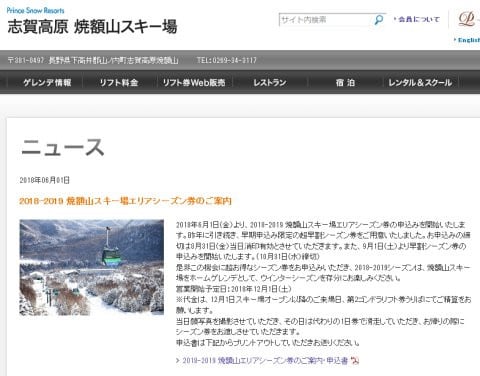 Prince Snow Resorts
志賀高原 焼額山スキー場
サイト内検索
会員について
English
〒381-0497 長野県下高井郡山ノ内町志賀高原焼額山 TEL:0269-34-3117
ゲレンデ情報 リフト料金 リフト券Web販売 レストラン 宿泊 レンタル&スクール
ニュース
2018年06月01日
2018-2019 焼額山スキー場エリアシーズン券のご案内
2018年6月1日(金)より、2018-2019 焼額山スキー場エリアシーズン券の申込みを開始いたしま
す。昨年に引き続き、早期申込み限定の超早割シーズン券をご用意いたしました。お申込みの締
切は8月31日(金)当日消印有効とさせていただきます。また、9月1日(土)より早割シーズン券の
申込みを開始いたします。(10月31日(水)締切)
是非この機会に超お得なシーズン券をお申込みいただき、2018-2019シーズンは、焼額山スキー
場をホームゲレンデとして、ウインターシーズンを存分にお楽しみください。
営業開始予定日:2018年12月1日(土)
※代金は、12月1日スキー場オープン以降のご来場日、第2ゴンドラリフト券売り場にてご精算をお
願いします。
当日顔写真を撮影させていただき、その日は代わりの1日券で滑走していただき、お帰りの際に
シーズン券をお渡しさせていただきます。
申込書は下記からプリントアウトしていただきお送りください。
2018-2019 焼額山エリアシーズン券のご案内・申込書